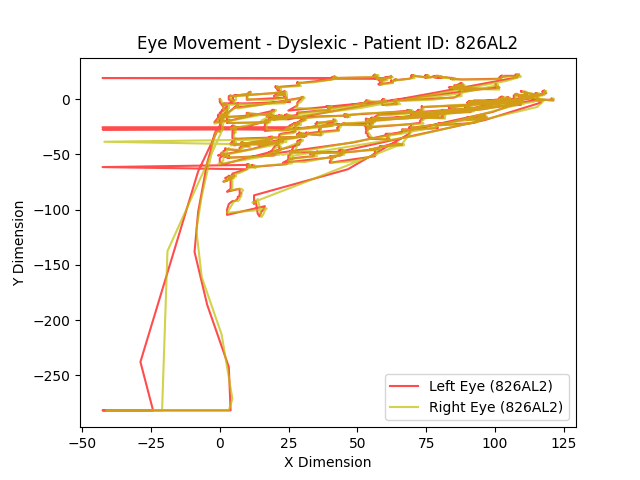 Eye Movement - Dyslexic - Patient ID: 826AL2
0
−50
−100
−150
−200
−250
Y Dimension
−50
−25
0
25
50
75
100
125
X Dimension
Left Eye (826AL2)
Right Eye (826AL2)